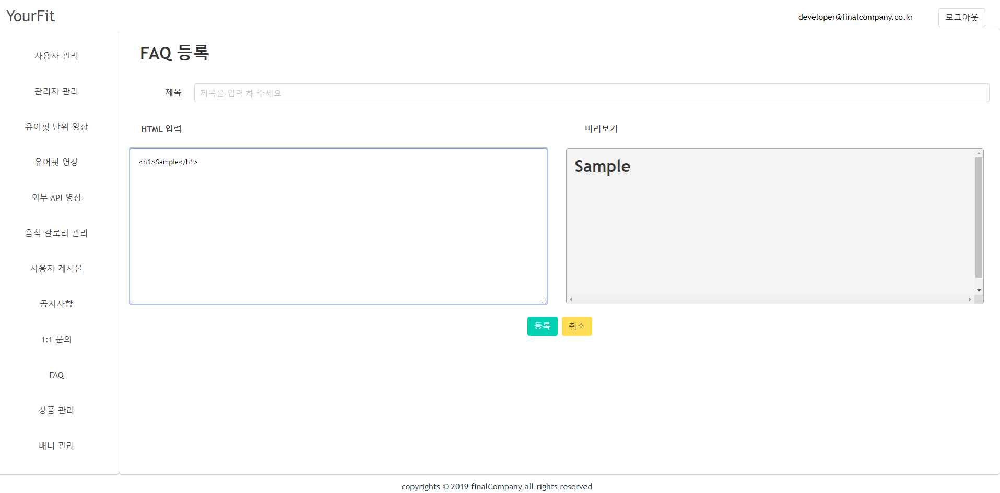 YourFit
developer@finalcompany.co.kr
로그아웃
사용자 관리
관리자 관리
유어핏 단위 영상
유어핏 영상
외부 API 영상
음식 칼로리 관리
사용자 게시물
공지사항
1:1 문의
FAQ
상품 관리
배너 관리
FAQ 등록
제목
제목을 입력 해 주세요
HTML 입력
미리보기
<h1>Sample</h1>
Sample
등록
취소
copyrights © 2019 finalCompany all rights reserved